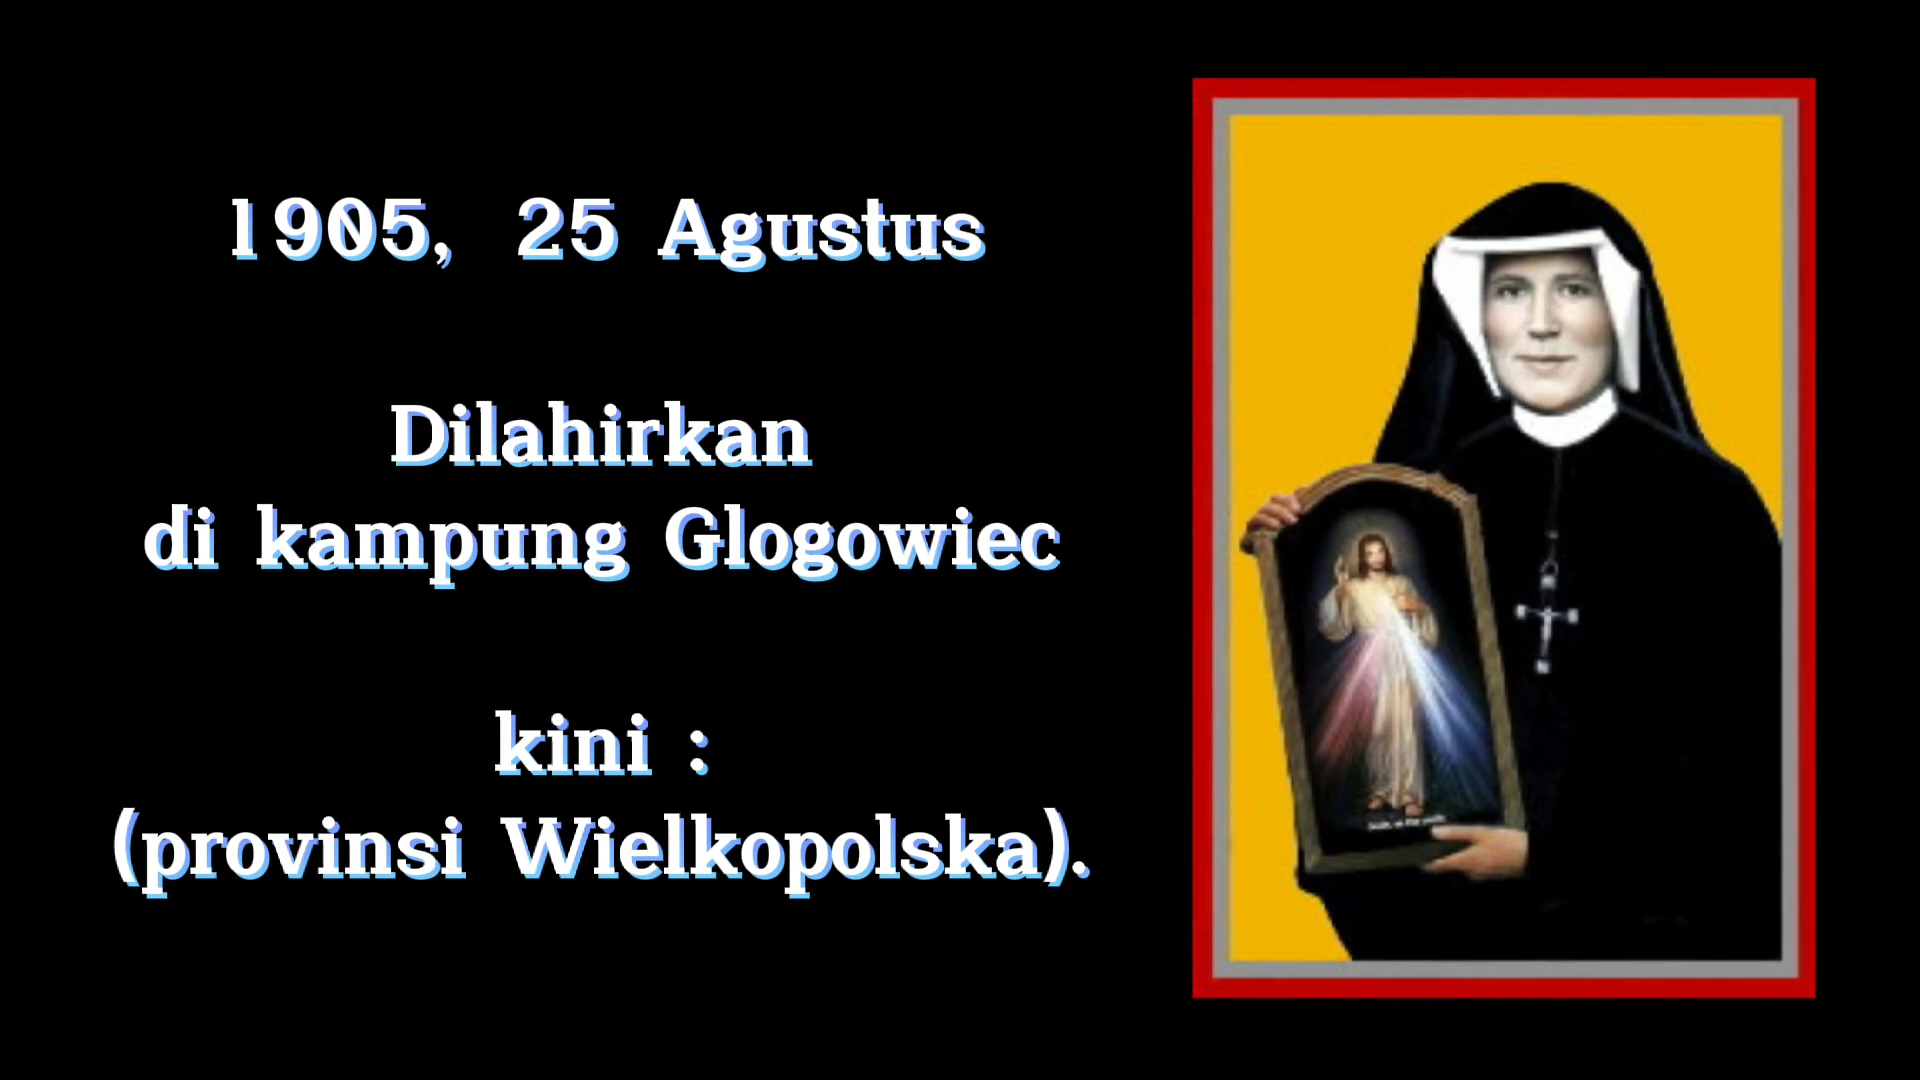 1905, 25 Agustus
Dilahirkan
di kampung Glogowiec
kini :
(provinsi Wielkopolska).